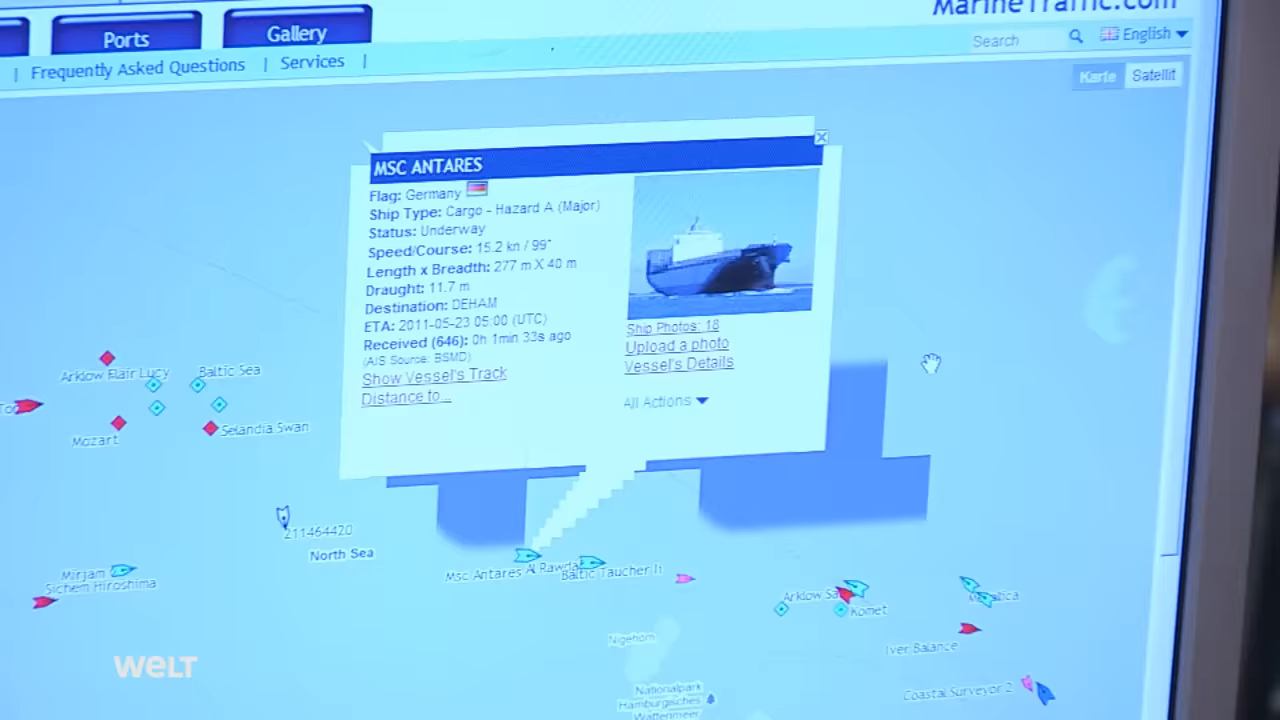 MarineTraffic.com
Ports
Gallery
Search
English
| Frequently Asked Questions | Services |
Karte
Satellit
MSC ANTARES
Flag: Germany
Ship Type: Cargo - Hazard A (Major)
Status: Underway
Speed/Course: 15.2 kn / 99°
Length x Breadth: 277 m X 40 m
Draught: 11.7 m
Destination: DEHAM
ETA: 2011-05-23 05:00 (UTC)
Received (646): 0h 1min 33s ago
(AIS Source: BSMD)
Show Vessel's Track
Distance to...
Ship Photos: 18
Upload a photo
Vessel's Details
All Actions
Arklow Flair
Lucy
Baltic Sea
Mozart
Selandia Swan
211464420
North Sea
Mirjam
Sichem Hiroshima
Msc Antares
Al Rawda
Baltic Taucher Ii
Arklow Sa
Komet
Iver Balance
Nigehörn
Coastal Surveyor 2
Nationalpark
Hamburgisches
Wattenmeer
WELT